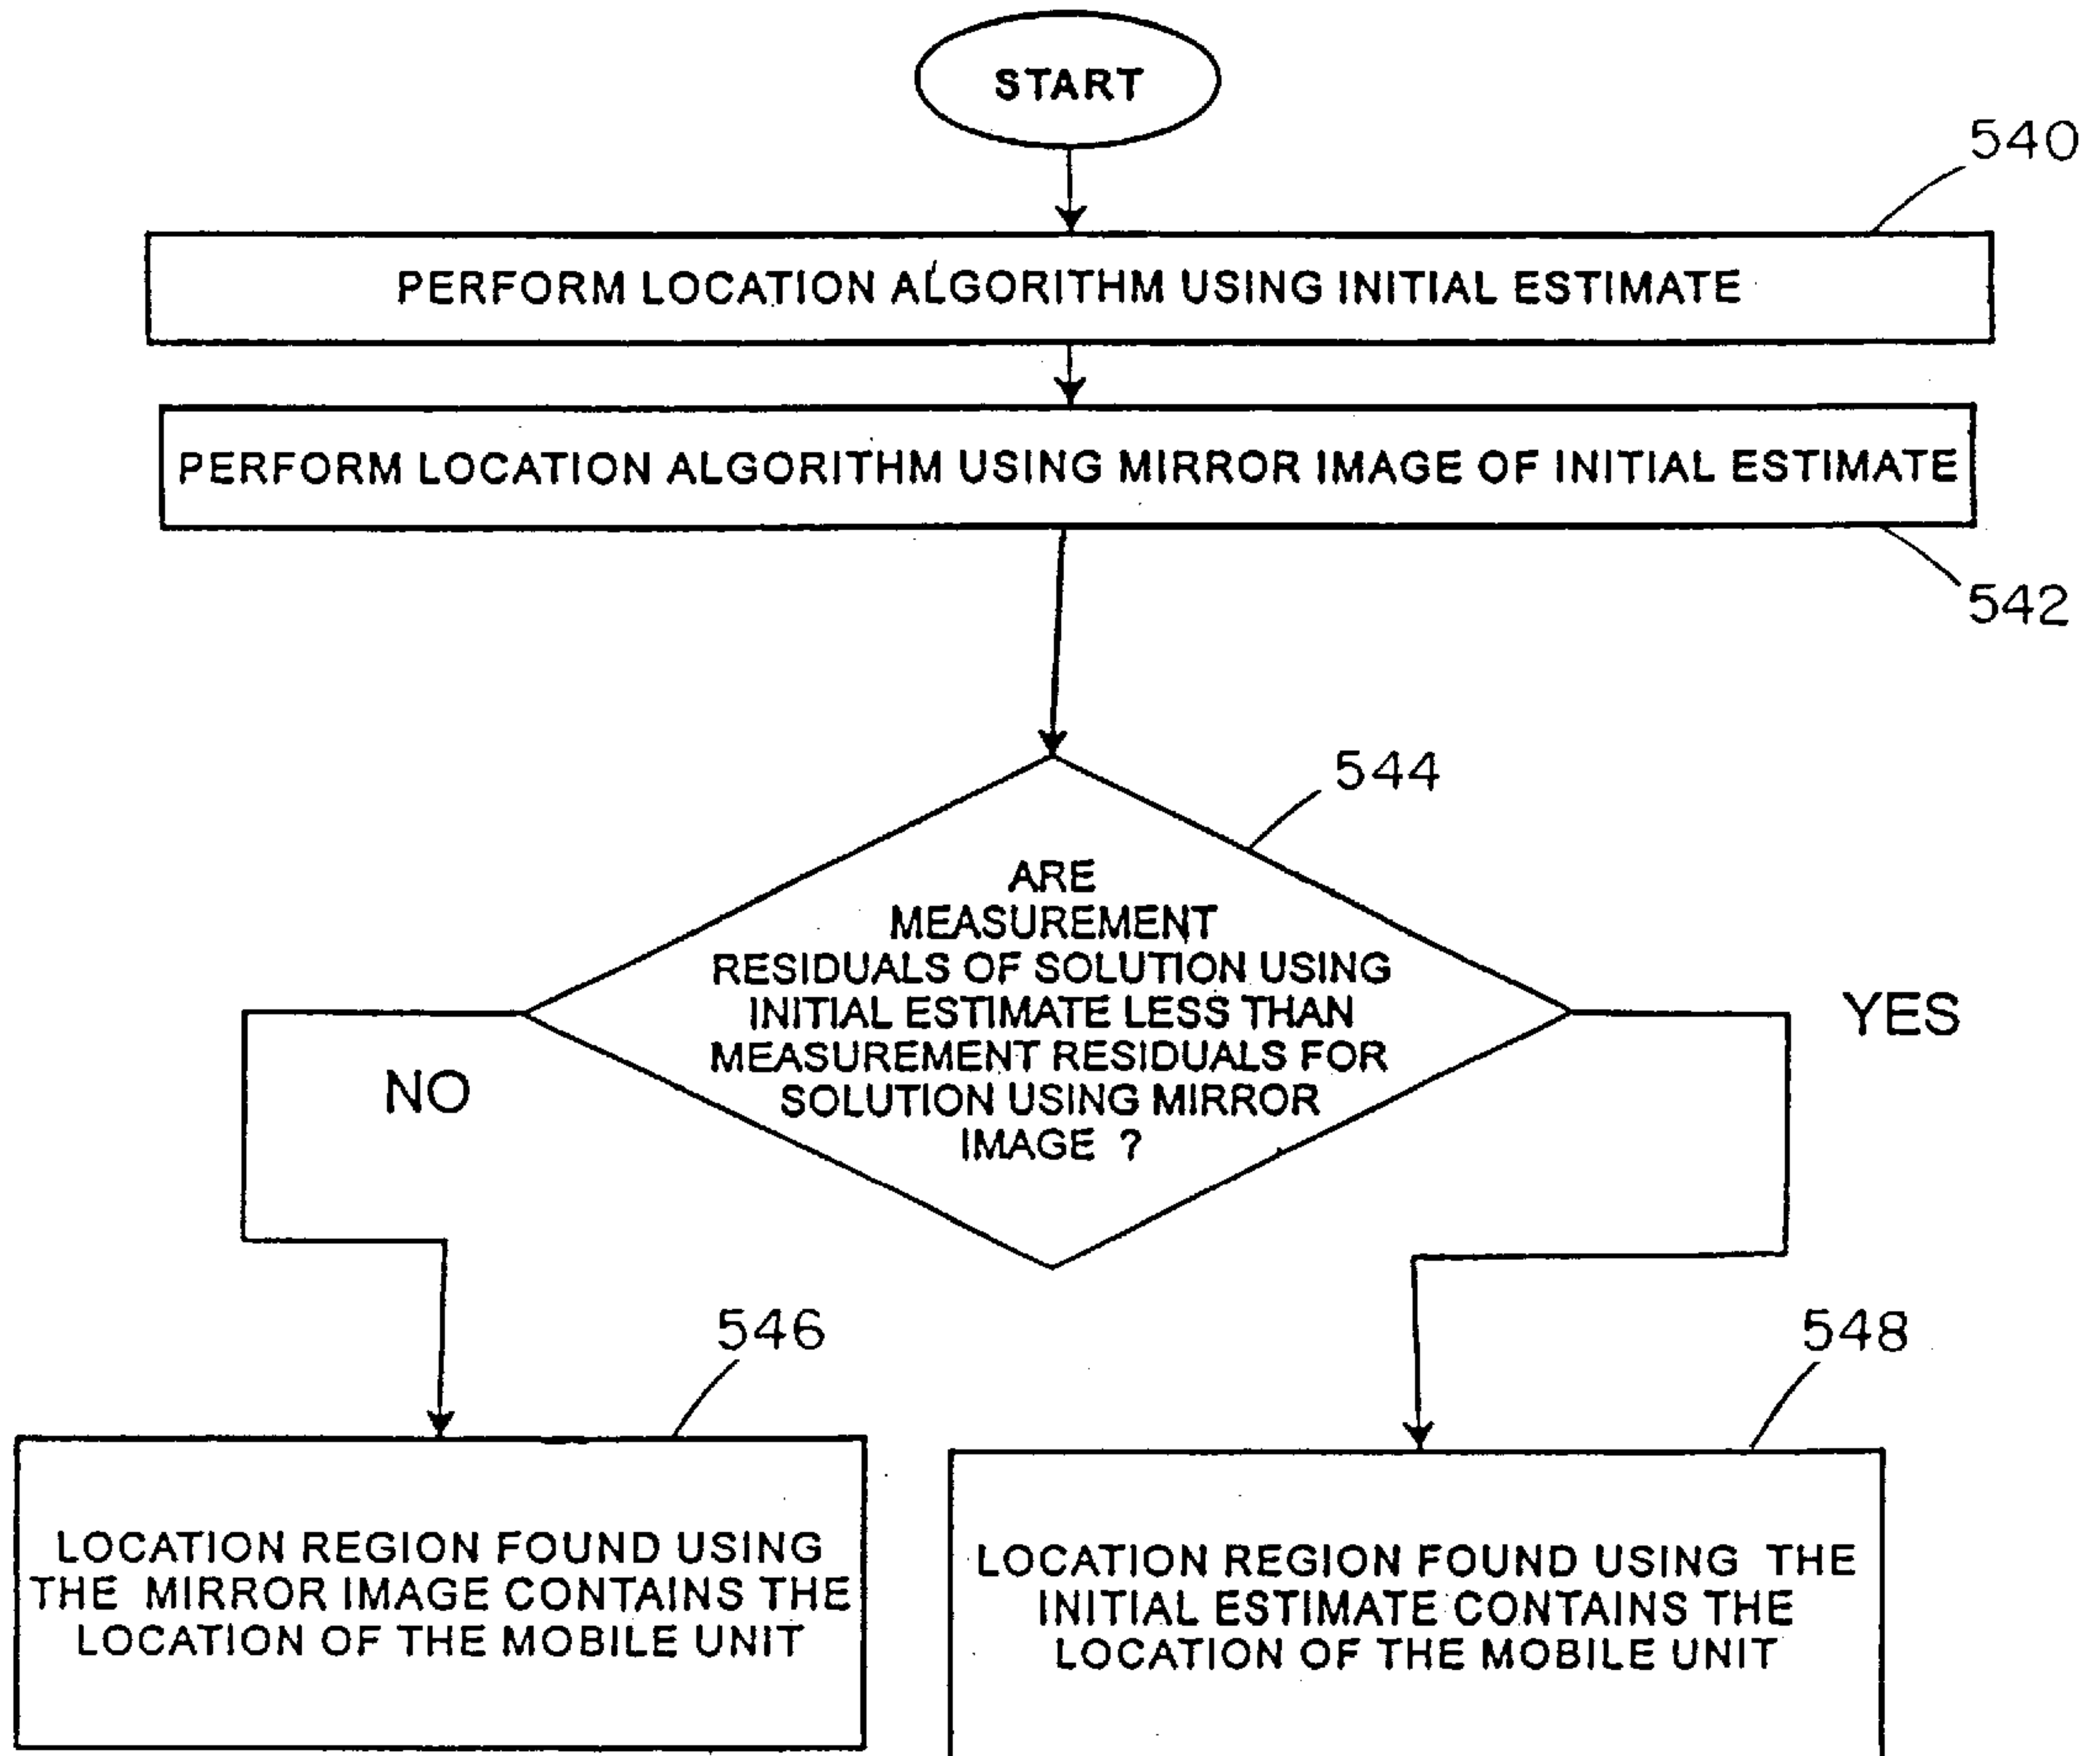 START
540
PERFORM LOCATION ALGORITHM USING INITIAL ESTIMATE
PERFORM LOCATION ALGORITHM USING MIRROR IMAGE OF INITIAL ESTIMATE
542
544
ARE
MEASUREMENT
RESIDUALS OF SOLUTION USING
INITIAL ESTIMATE LESS THAN
MEASUREMENT RESIDUALS FOR
SOLUTION USING MIRROR
IMAGE ?
YES
NO
546
548
LOCATION REGION FOUND USING
THE MIRROR IMAGE CONTAINS THE
LOCATION OF THE MOBILE UNIT
LOCATION REGION FOUND USING THE
INITIAL ESTIMATE CONTAINS THE
LOCATION OF THE MOBILE UNIT